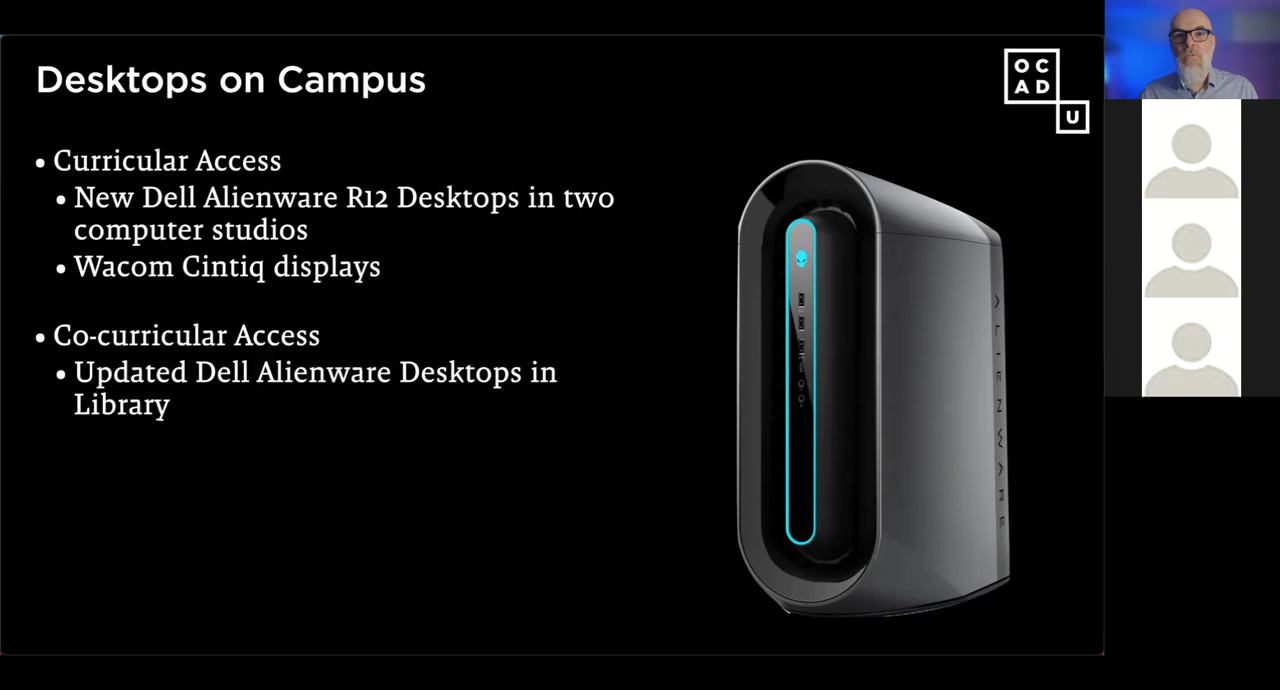 Desktops on Campus
OC
AD
U
• Curricular Access
• New Dell Alienware R12 Desktops in two
computer studios
• Wacom Cintiq displays
• Co-curricular Access
• Updated Dell Alienware Desktops in
Library
ALIENWARE